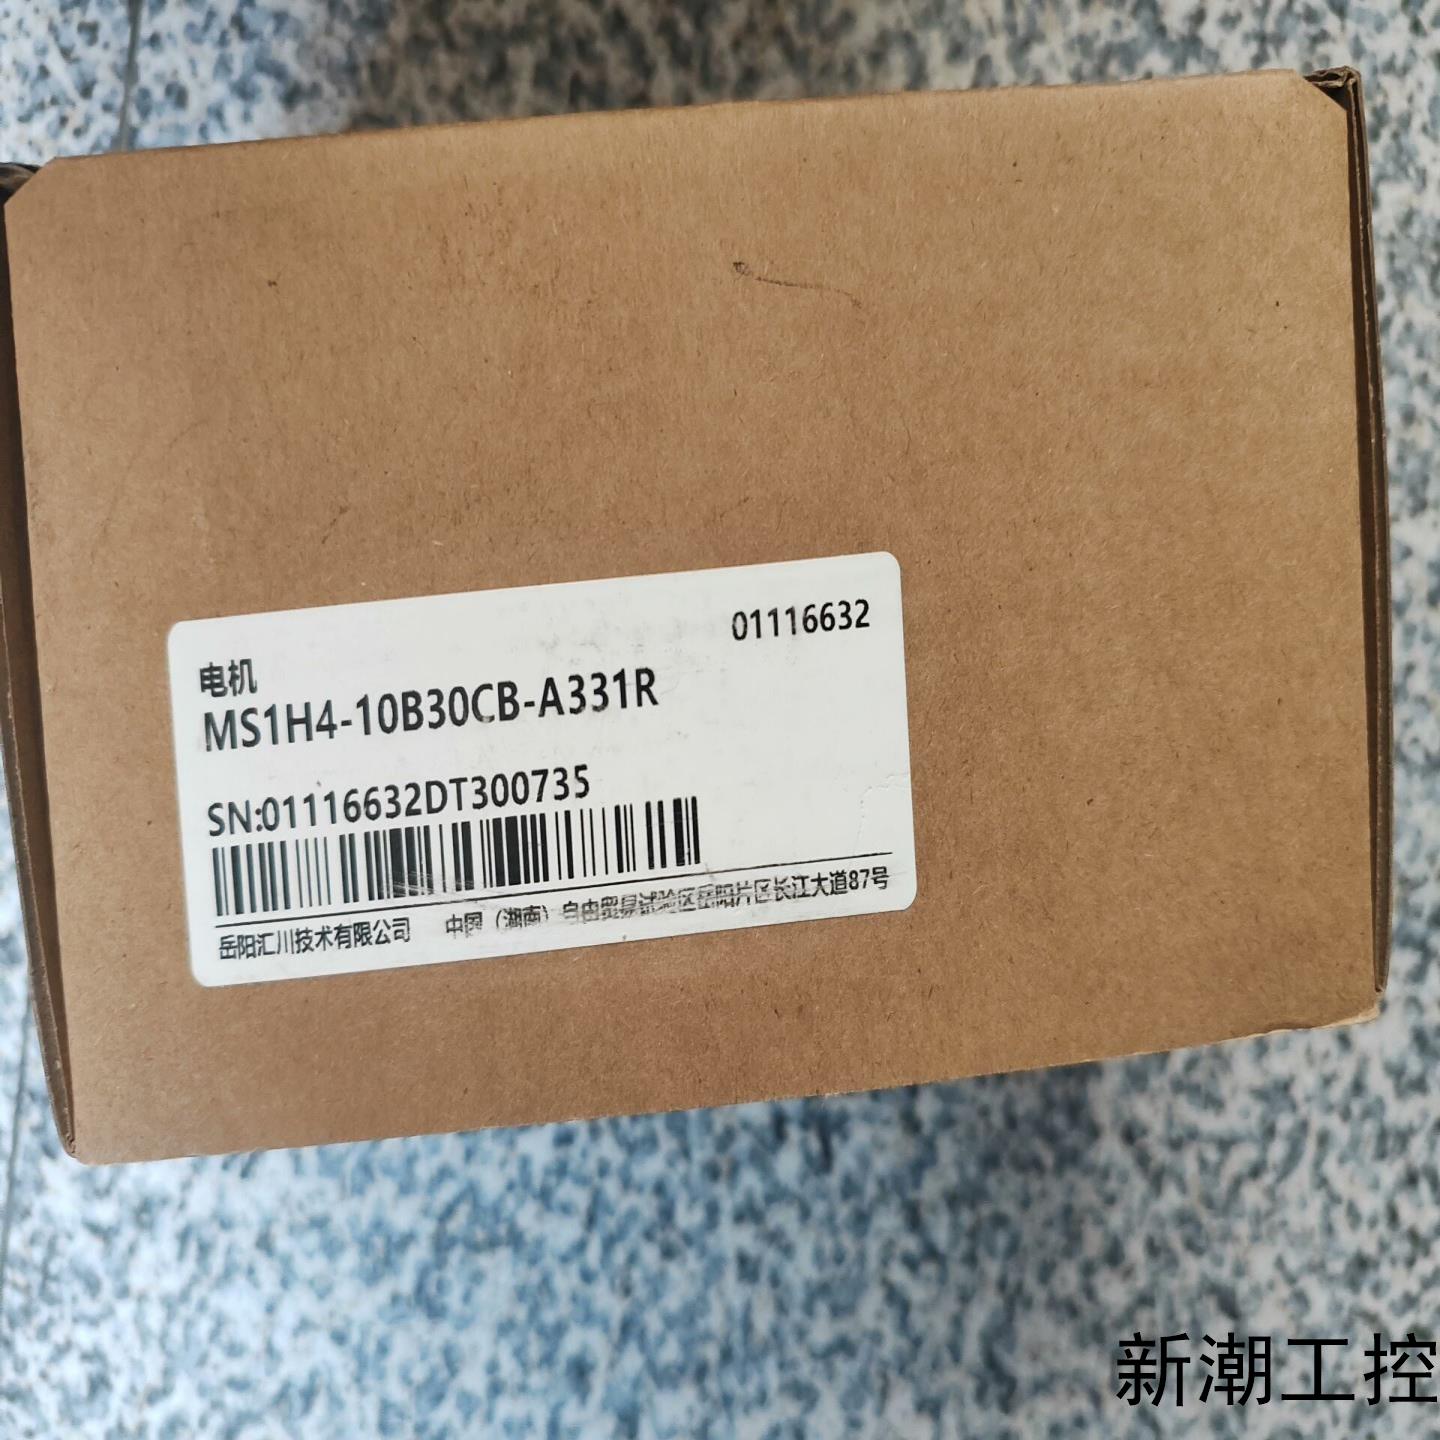 01116632
电机
MS1H4-10B30CB-A331R
SN:01116632DT300735
岳阳汇川技术有限公司 中国（湖南）自由贸易试验区岳阳片区长江大道87号
新潮工控